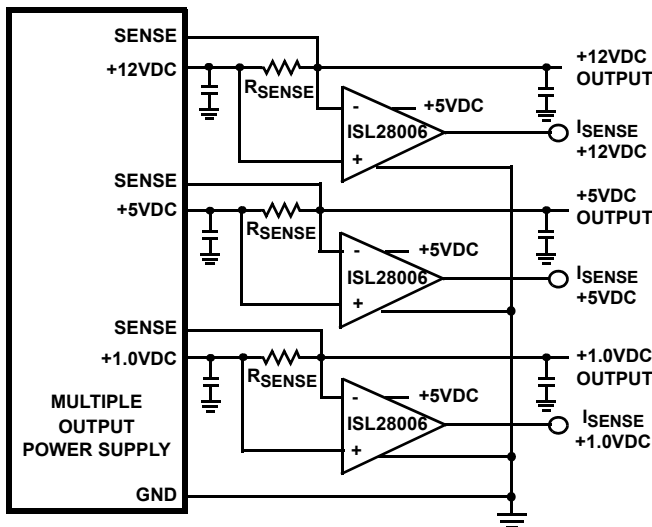 SENSE
+12VDC
RSENSE
+12VDC
OUTPUT
- +5VDC
ISL28006
+
ISENSE
+12VDC
SENSE
+5VDC
RSENSE
+5VDC
OUTPUT
- +5VDC
ISL28006
+
ISENSE
+5VDC
SENSE
+1.0VDC
RSENSE
+1.0VDC
OUTPUT
- +5VDC
ISL28006
+
ISENSE
+1.0VDC
MULTIPLE
OUTPUT
POWER SUPPLY
GND